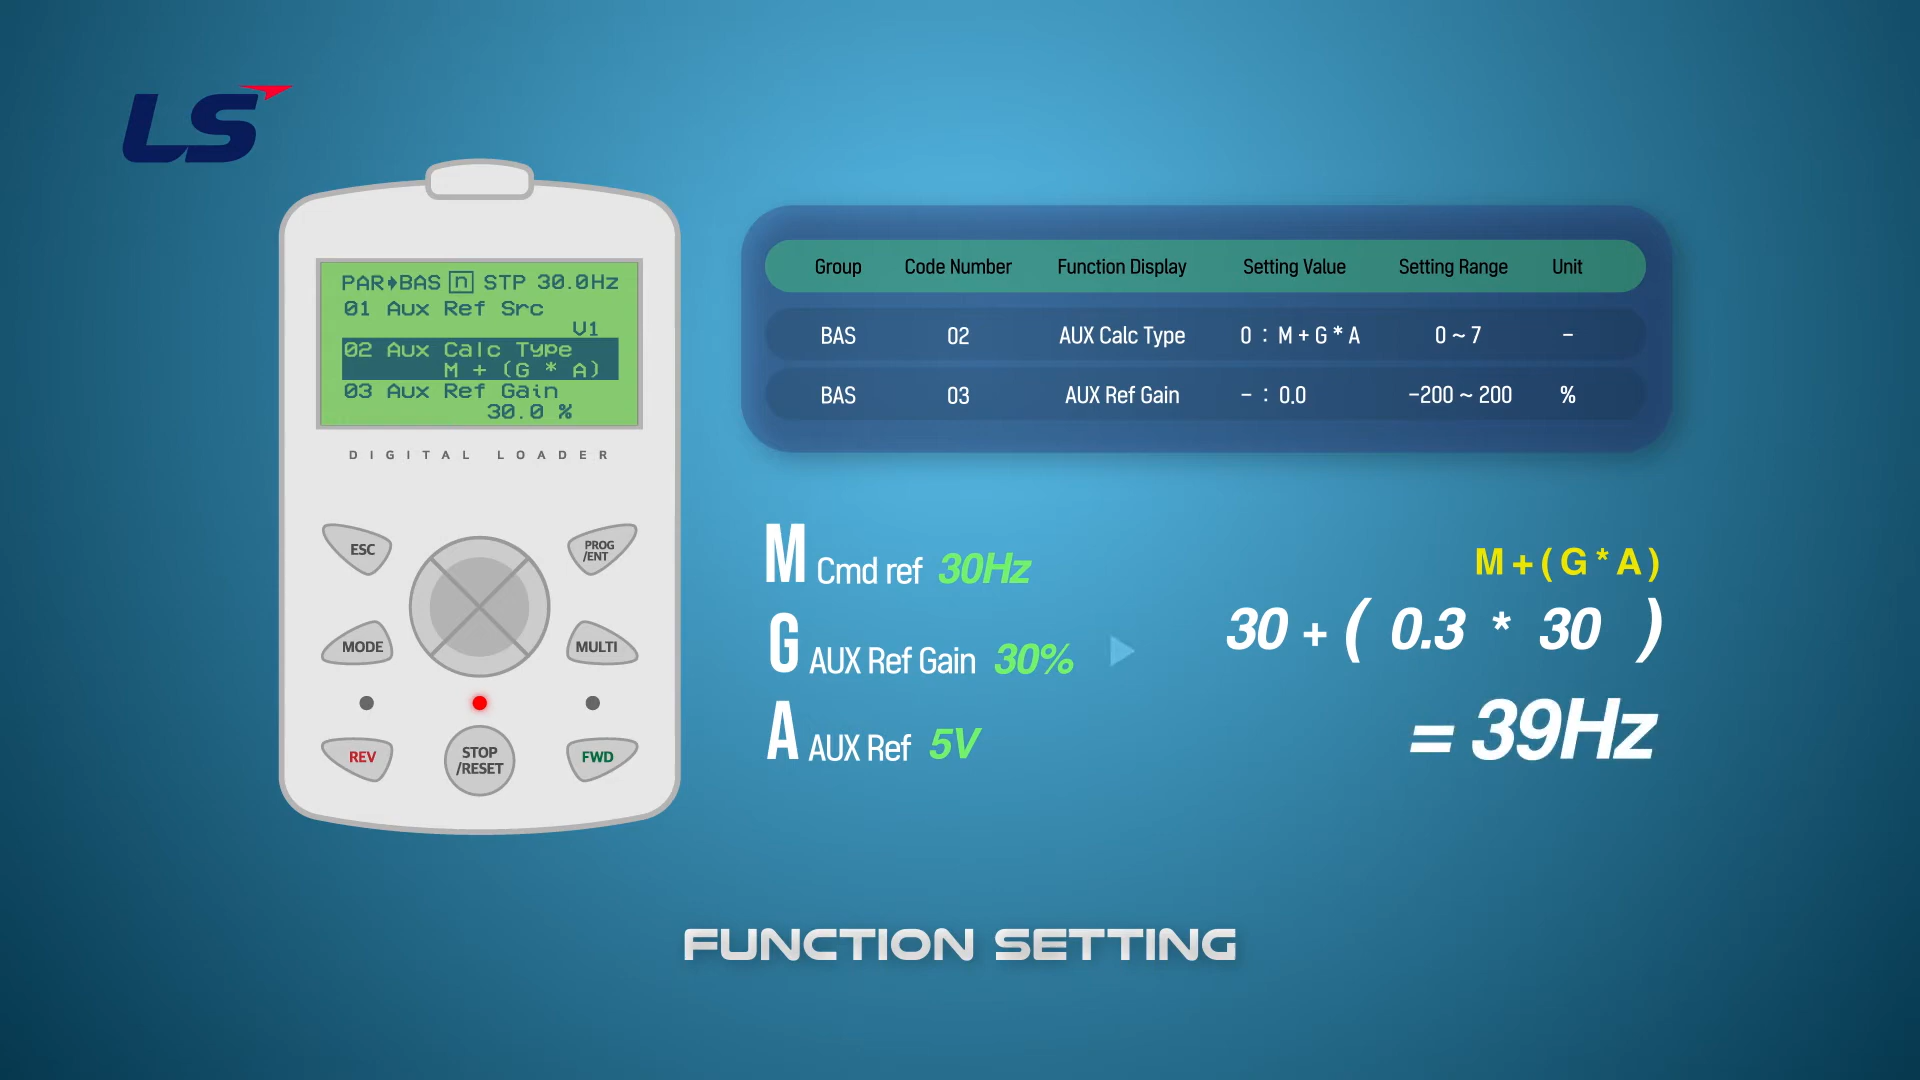 LS
PAR➧BAS n STP 30.0Hz
01 Aux Ref Src
V1
02 Aux Calc Type
M + (G * A)
03 Aux Ref Gain
30.0 %
DIGITAL LOADER
ESC
PROG
/ENT
MODE
MULTI
REV
STOP
/RESET
FWD
Group Code Number Function Display Setting Value Setting Range Unit
BAS 02 AUX Calc Type 0 : M + G * A 0 ~ 7 -
BAS 03 AUX Ref Gain - : 0.0 -200 ~ 200 %
M Cmd ref 30Hz
G AUX Ref Gain 30%
A AUX Ref 5V
M + ( G * A )
30 + ( 0.3 * 30 )
= 39Hz
FUNCTION SETTING